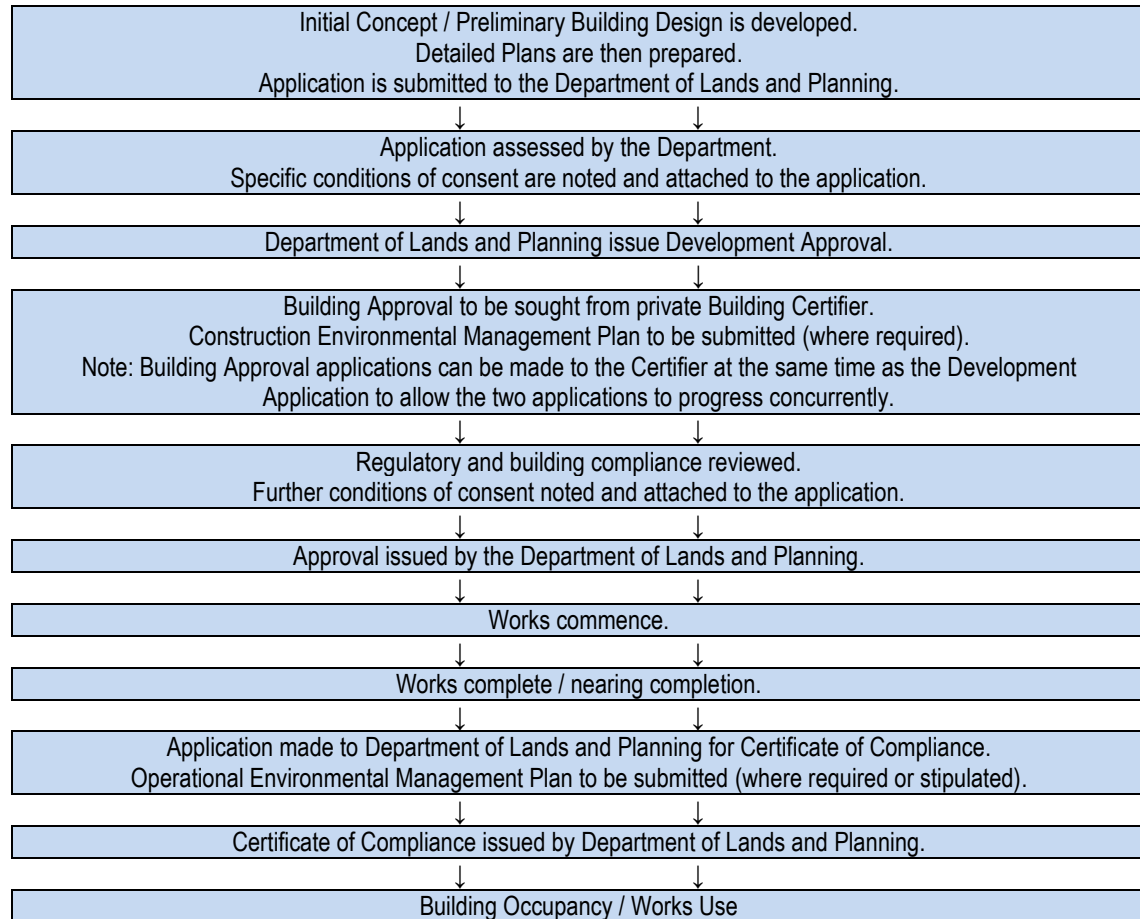 Initial Concept / Preliminary Building Design is developed.
Detailed Plans are then prepared.
Application is submitted to the Department of Lands and Planning.
↓ ↓
Application assessed by the Department.
Specific conditions of consent are noted and attached to the application.
↓ ↓
Department of Lands and Planning issue Development Approval.
↓ ↓
Building Approval to be sought from private Building Certifier.
Construction Environmental Management Plan to be submitted (where required).
Note: Building Approval applications can be made to the Certifier at the same time as the Development
Application to allow the two applications to progress concurrently.
↓ ↓
Regulatory and building compliance reviewed.
Further conditions of consent noted and attached to the application.
↓ ↓
Approval issued by the Department of Lands and Planning.
↓ ↓
Works commence.
↓ ↓
Works complete / nearing completion.
↓ ↓
Application made to Department of Lands and Planning for Certificate of Compliance.
Operational Environmental Management Plan to be submitted (where required or stipulated).
↓ ↓
Certificate of Compliance issued by Department of Lands and Planning.
↓ ↓
Building Occupancy / Works Use